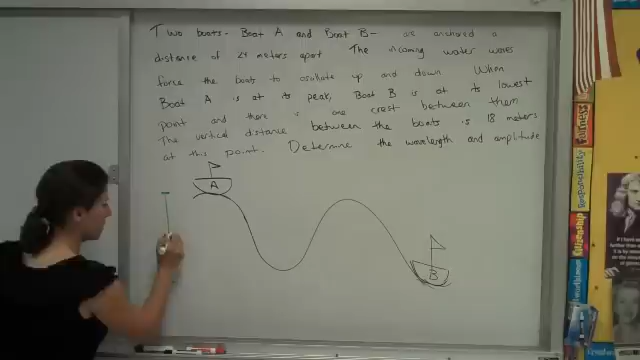 Two boats - Boat A and Boat B - are anchored a
distance of 24 meters apart The incoming water waves
force the boats to oscillate up and down When
Boat A is at its peak, Boat B is at its lowest
point and there is one crest between them
The vertical distance between the boats is 18 meters
at this point. Determine the wavelength and amplitude
A
B
Fairness
Responsibility
Citizenship